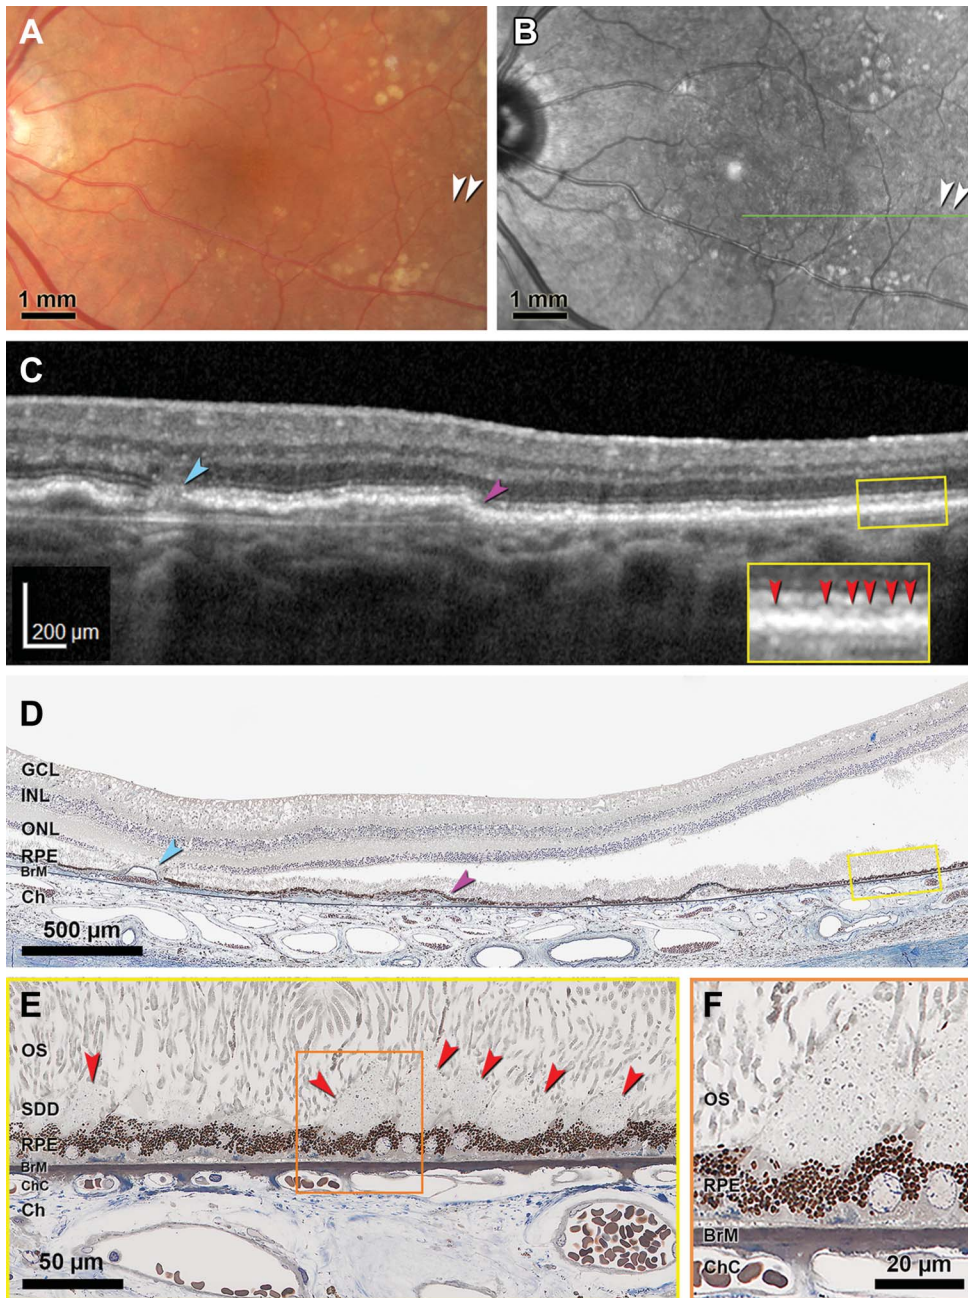 A
1 mm
B
1 mm
C
200 µm
D
GCL
INL
ONL
RPE
BrM
Ch
500 µm
E
OS
SDD
RPE
BrM
ChC
Ch
50 µm
F
OS
RPE
BrM
ChC
20 µm